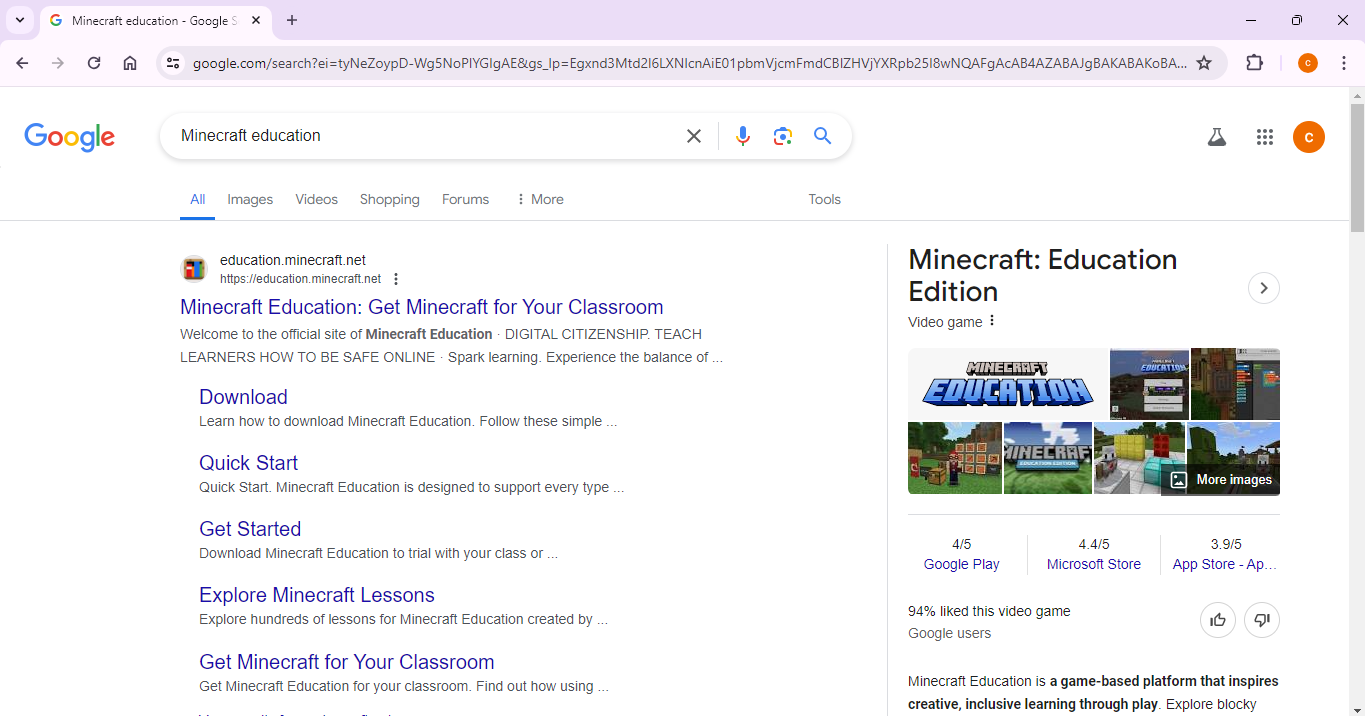 Minecraft education - Google S
google.com/search?ei=tyNeZoypD-Wg5NoPlYGIgAE&gs_lp=Egxnd3Mtd2l6LXNlcnAiE01pbmVjcmFmdCBlZHVjYXRpb25I8wNQAFgAcAB4AZABAJgBAKABAKoBA...
C
Google
Minecraft education
C
All
Images
Videos
Shopping
Forums
More
Tools
education.minecraft.net
https://education.minecraft.net
Minecraft Education: Get Minecraft for Your Classroom
Welcome to the official site of Minecraft Education · DIGITAL CITIZENSHIP. TEACH
LEARNERS HOW TO BE SAFE ONLINE · Spark learning. Experience the balance of ...
Download
Learn how to download Minecraft Education. Follow these simple ...
Quick Start
Quick Start. Minecraft Education is designed to support every type ...
Get Started
Download Minecraft Education to trial with your class or ...
Explore Minecraft Lessons
Explore hundreds of lessons for Minecraft Education created by ...
Get Minecraft for Your Classroom
Get Minecraft Education for your classroom. Find out how using ...
Minecraft: Education
Edition
Video game
MINECRAFT
EDUCATION
MINECRAFT
EDUCATION
MINECRAFT
EDUCATION EDITION
More images
4/5
Google Play
4.4/5
Microsoft Store
3.9/5
App Store - Ap...
94% liked this video game
Google users
Minecraft Education is a game-based platform that inspires
creative, inclusive learning through play. Explore blocky